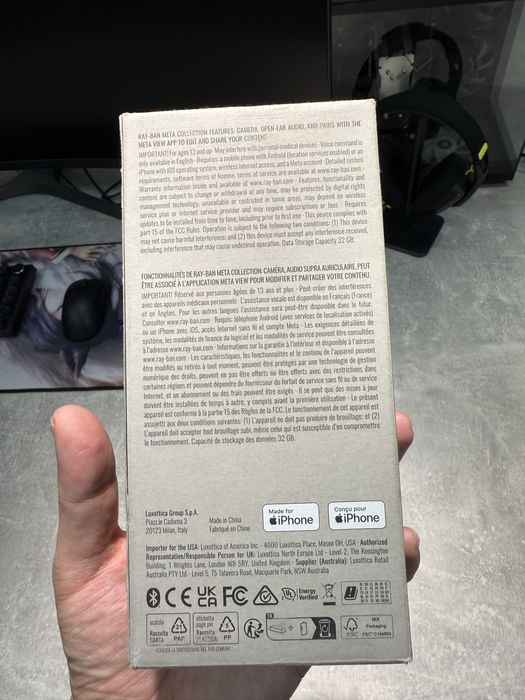 RAY-BAN META COLLECTION FEATURES: CAMERA, OPEN-EAR AUDIO, AND PAIRS WITH THE
META VIEW APP TO EDIT AND SHARE YOUR CONTENT.
IMPORTANT! For ages 13 and up · May interfere with personal-medical devices · Voice command is
only available in English · Requires: a mobile phone with Android (location services enabled) or an
iPhone with iOS operating system, wireless internet access, and a Meta account · Detailed system
requirements, software terms of license, terms of service are available at www.ray-ban.com ·
Warranty information inside and available at www.ray-ban.com · Features, functionality and
content are subject to change or withdrawal at any time, may be protected by digital rights
management technology, unavailable or restricted in some areas, may depend on wireless
service plan or internet service provider and may require subscriptions or fees · Requires
updates to be installed from time to time, including prior to first use · This device complies with
part 15 of the FCC Rules. Operation is subject to the following two conditions: (1) This device
may not cause harmful interference; and (2) this device must accept any interference received,
including interference that may cause undesired operation. Data Storage Capacity 32 GB.
FONCTIONNALITÉS DE RAY-BAN META COLLECTION: CAMÉRA, AUDIO SUPRA AURICULAIRE, PEUT
ÊTRE ASSOCIÉ À L'APPLICATION META VIEW POUR MODIFIER ET PARTAGER VOTRE CONTENU.
IMPORTANT! Réservé aux personnes âgées de 13 ans et plus · Peut créer des interférences
avec des appareils médicaux personnels · L'assistance vocale est disponible en Français (France)
et en Anglais. Pour les autres langues l'assistance sera peut-être disponible dans le futur.
Consulter www.ray-ban.com · Requis: téléphone Android (avec services de localisation activés)
ou un iPhone avec iOS, accès Internet sans fil et compte Meta · Les exigences détaillées de
système, les modalités de licence du logiciel et les modalités de service peuvent être consultées
à l'adresse www.ray-ban.com · Informations sur la garantie à l'intérieur et disponible à l'adresse
www.ray-ban.com · Les caractéristiques, les fonctionnalités et le contenu de l'appareil peuvent
être modifiés ou retirés à tout moment, peuvent être protégés par une technologie de gestion
numérique des droits, peuvent ne pas être offerts ou être offerts avec des restrictions dans
certaines régions et peuvent dépendre du fournisseur du forfait de service sans fil ou de service
Internet, et un abonnement ou des frais peuvent être exigés · Il se peut que des mises à jour
doivent être installées de temps à autre, y compris avant la première utilisation · Le présent
appareil est conforme à la partie 15 des Règles de la FCC. Le fonctionnement de cet appareil est
assujetti aux deux conditions suivantes: (1) L'appareil ne doit pas produire de brouillage; et (2)
L'appareil doit accepter tout brouillage subi, même celui qui est susceptible d'en compromettre
le fonctionnement. Capacité de stockage des données 32 GB.
Luxottica Group S.p.A.
Piazzale Cadorna 3
20123 Milan, Italy
Made in China
Fabriqué en Chine
Made for
iPhone
Conçu pour
iPhone
Importer for the USA: Luxottica of America Inc. - 4000 Luxottica Place, Mason OH, USA · Authorized
Representative/Responsible Person for UK: Luxottica North Europe Ltd - Level 2, The Kensington
Building, 1 Wrights Lane, London W8 5RY, United Kingdom · Supplier (Australia): Luxottica Retail
Australia PTY Ltd - Level 5, 75 Talavera Road, Macquarie Park, NSW Australia
CE UK CA FC Energy Verified
scatola
Raccolta
CARTA
21
PAP
etichetta
pouch per
Raccolta
PLASTICA
5
PP
FR
FSC
MIX
Packaging
FSC® C144853
VERIFICA LE DISPOSIZIONI DEL TUO COMUNE